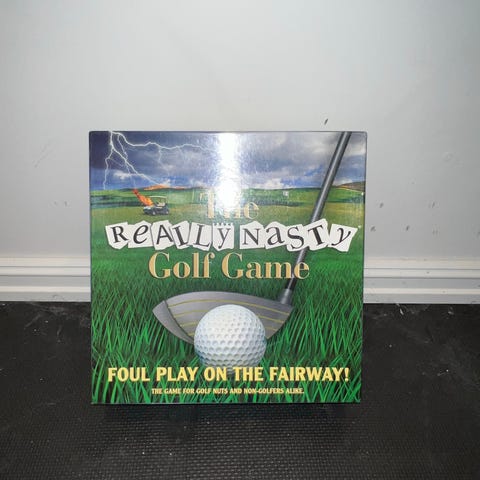 The
REALLY NASTY
Golf Game
FOUL PLAY ON THE FAIRWAY!
THE GAME FOR GOLF NUTS AND NON-GOLFERS ALIKE.